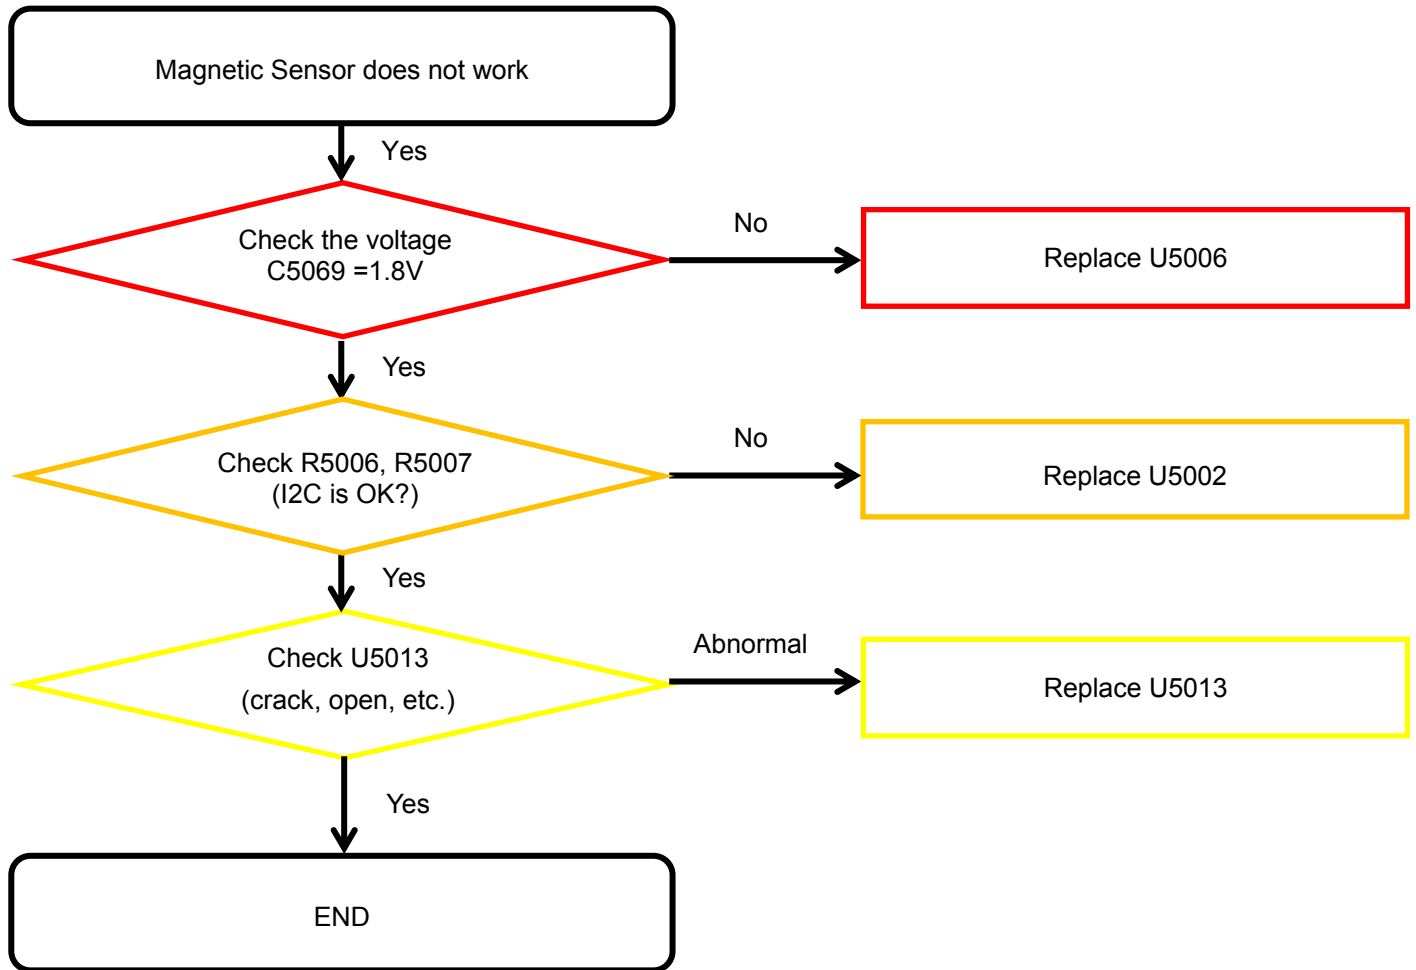 Magnetic Sensor does not work
Yes
Check the voltage
C5069 =1.8V
No
Replace U5006
Yes
Check R5006, R5007
(I2C is OK?)
No
Replace U5002
Yes
Check U5013
(crack, open, etc.)
Abnormal
Replace U5013
Yes
END